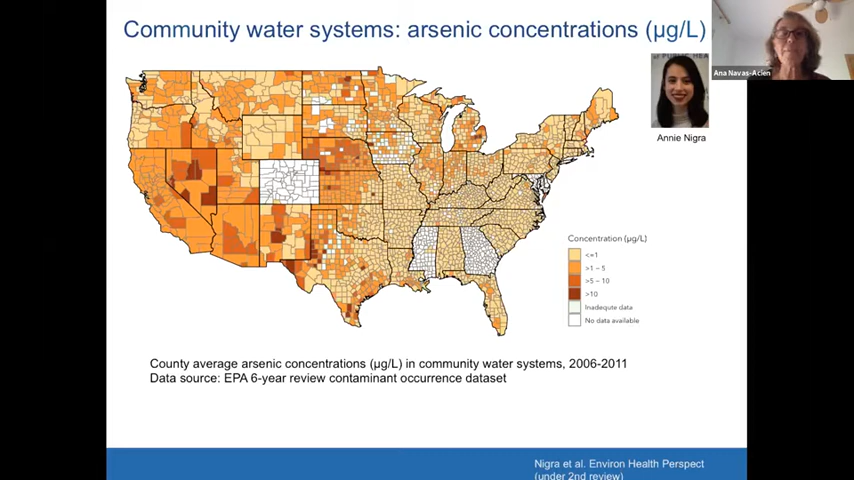 Community water systems: arsenic concentrations (µg/L)
Ana Navas-Acien
Annie Nigra
Concentration (µg/L)
<=1
>1 – 5
>5 – 10
>10
Inadequte data
No data available
County average arsenic concentrations (µg/L) in community water systems, 2006-2011
Data source: EPA 6-year review contaminant occurrence dataset
Nigra et al. Environ Health Perspect
(under 2nd review)